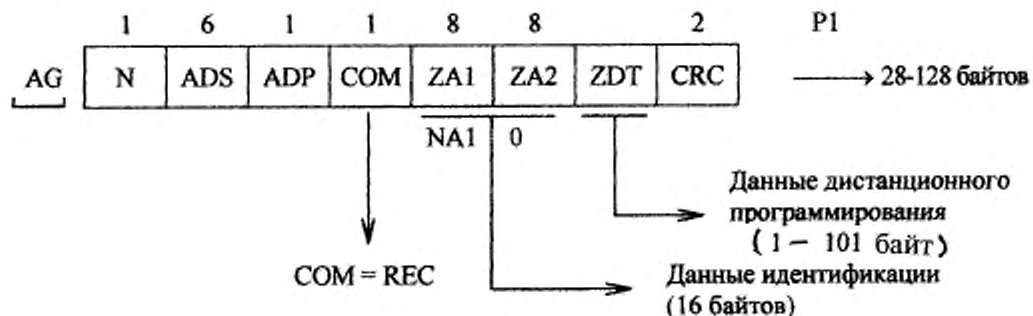 1 6 1 1 8 8 2 P1
AG N ADS ADP COM ZA1 ZA2 ZDT CRC 28-128 байтов
NA1 0
Данные дистанционного
программирования
(1 — 101 байт)
COM = REC
Данные идентификации
(16 байтов)